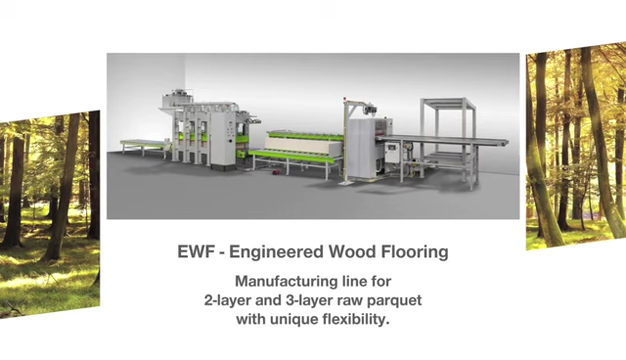 EWF - Engineered Wood Flooring
Manufacturing line for
2-layer and 3-layer raw parquet
with unique flexibility.